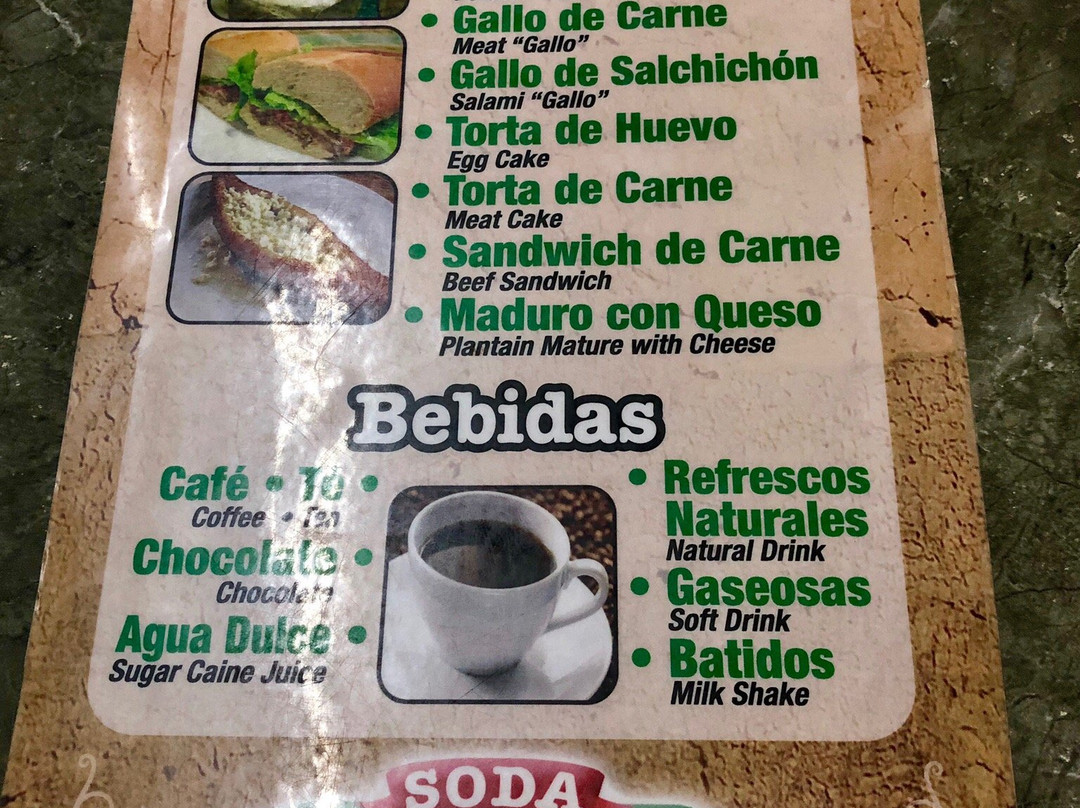 • Gallo de Carne
Meat “Gallo”
• Gallo de Salchichón
Salami “Gallo”
• Torta de Huevo
Egg Cake
• Torta de Carne
Meat Cake
• Sandwich de Carne
Beef Sandwich
• Maduro con Queso
Plantain Mature with Cheese
Bebidas
Café • Té •
Coffee •
Chocolate •
Chocolate
Agua Dulce •
Sugar Caine Juice
• Refrescos
Naturales
Natural Drink
• Gaseosas
Soft Drink
• Batidos
Milk Shake
SODA